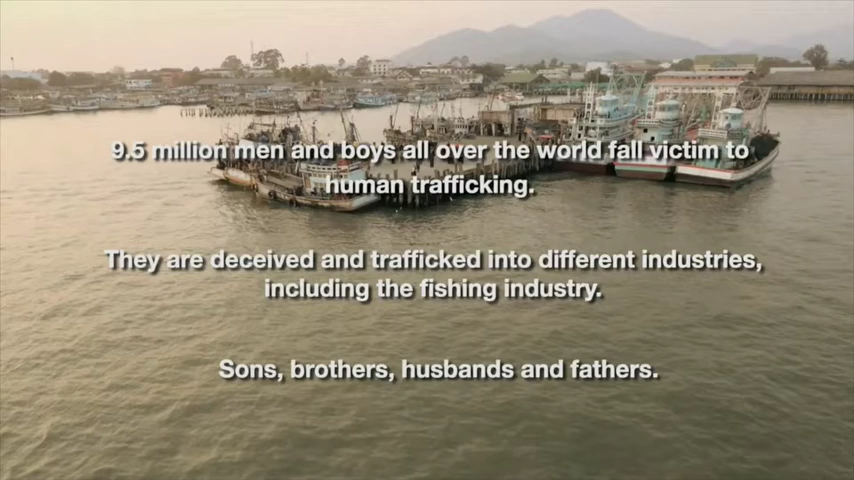 9.5 million men and boys all over the world fall victim to
human trafficking.
They are deceived and trafficked into different industries,
including the fishing industry.
Sons, brothers, husbands and fathers.